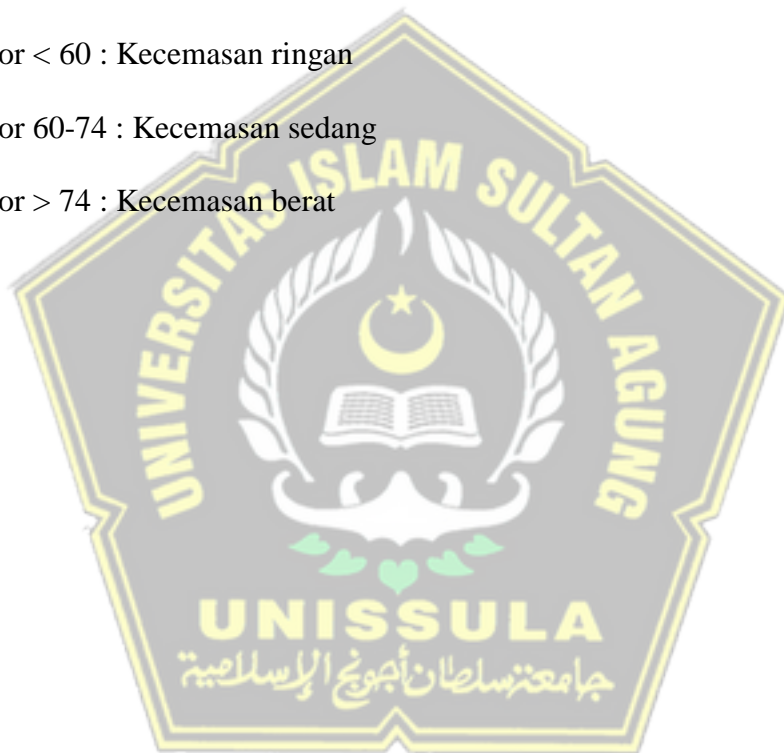 or < 60 : Kecemasan ringan
or 60-74 : Kecemasan sedang
or > 74 : Kecemasan berat
UNIVERSITAS ISLAM SULTAN AGUNG
UNISSULA
جامعة سلطان أجونج الإسلامية